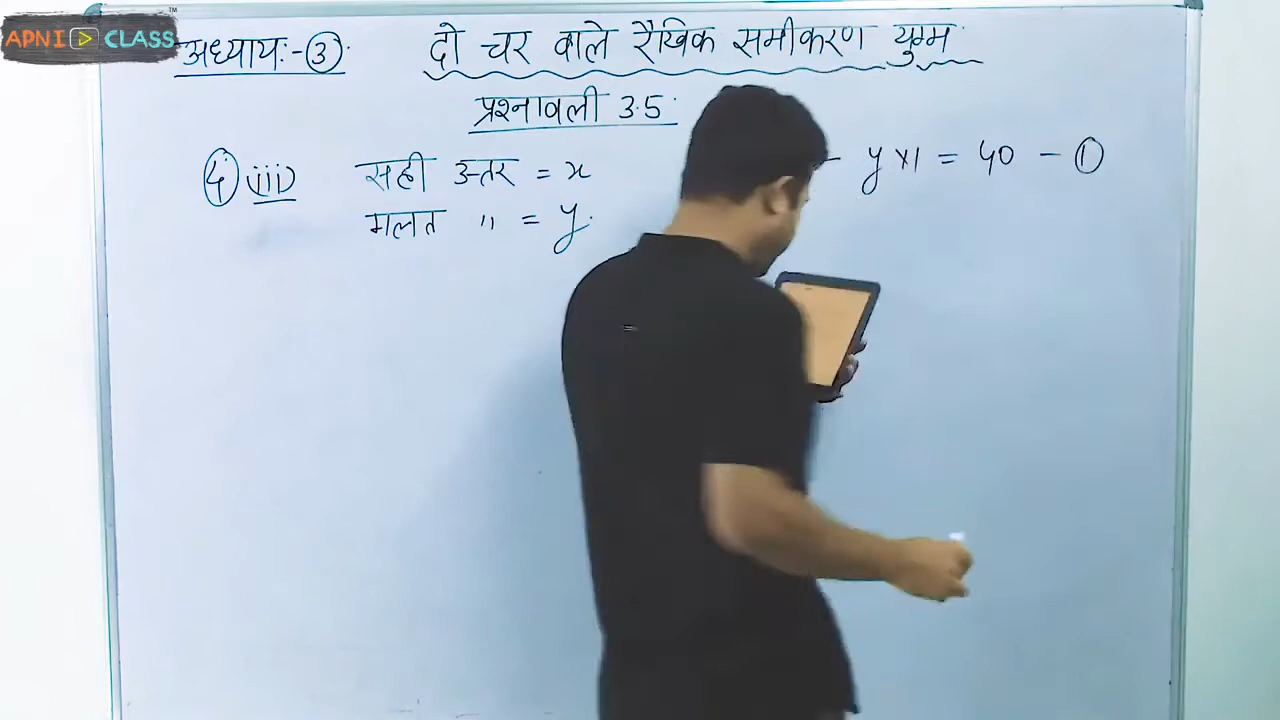 APNI CLASS™
अध्याय:-③. दो चर वाले रैखिक समीकरण युग्म
प्रश्नावली 3.5
④ (iii) सही उत्तर = x
गलत " = y.
- y×1 = 40 - ①